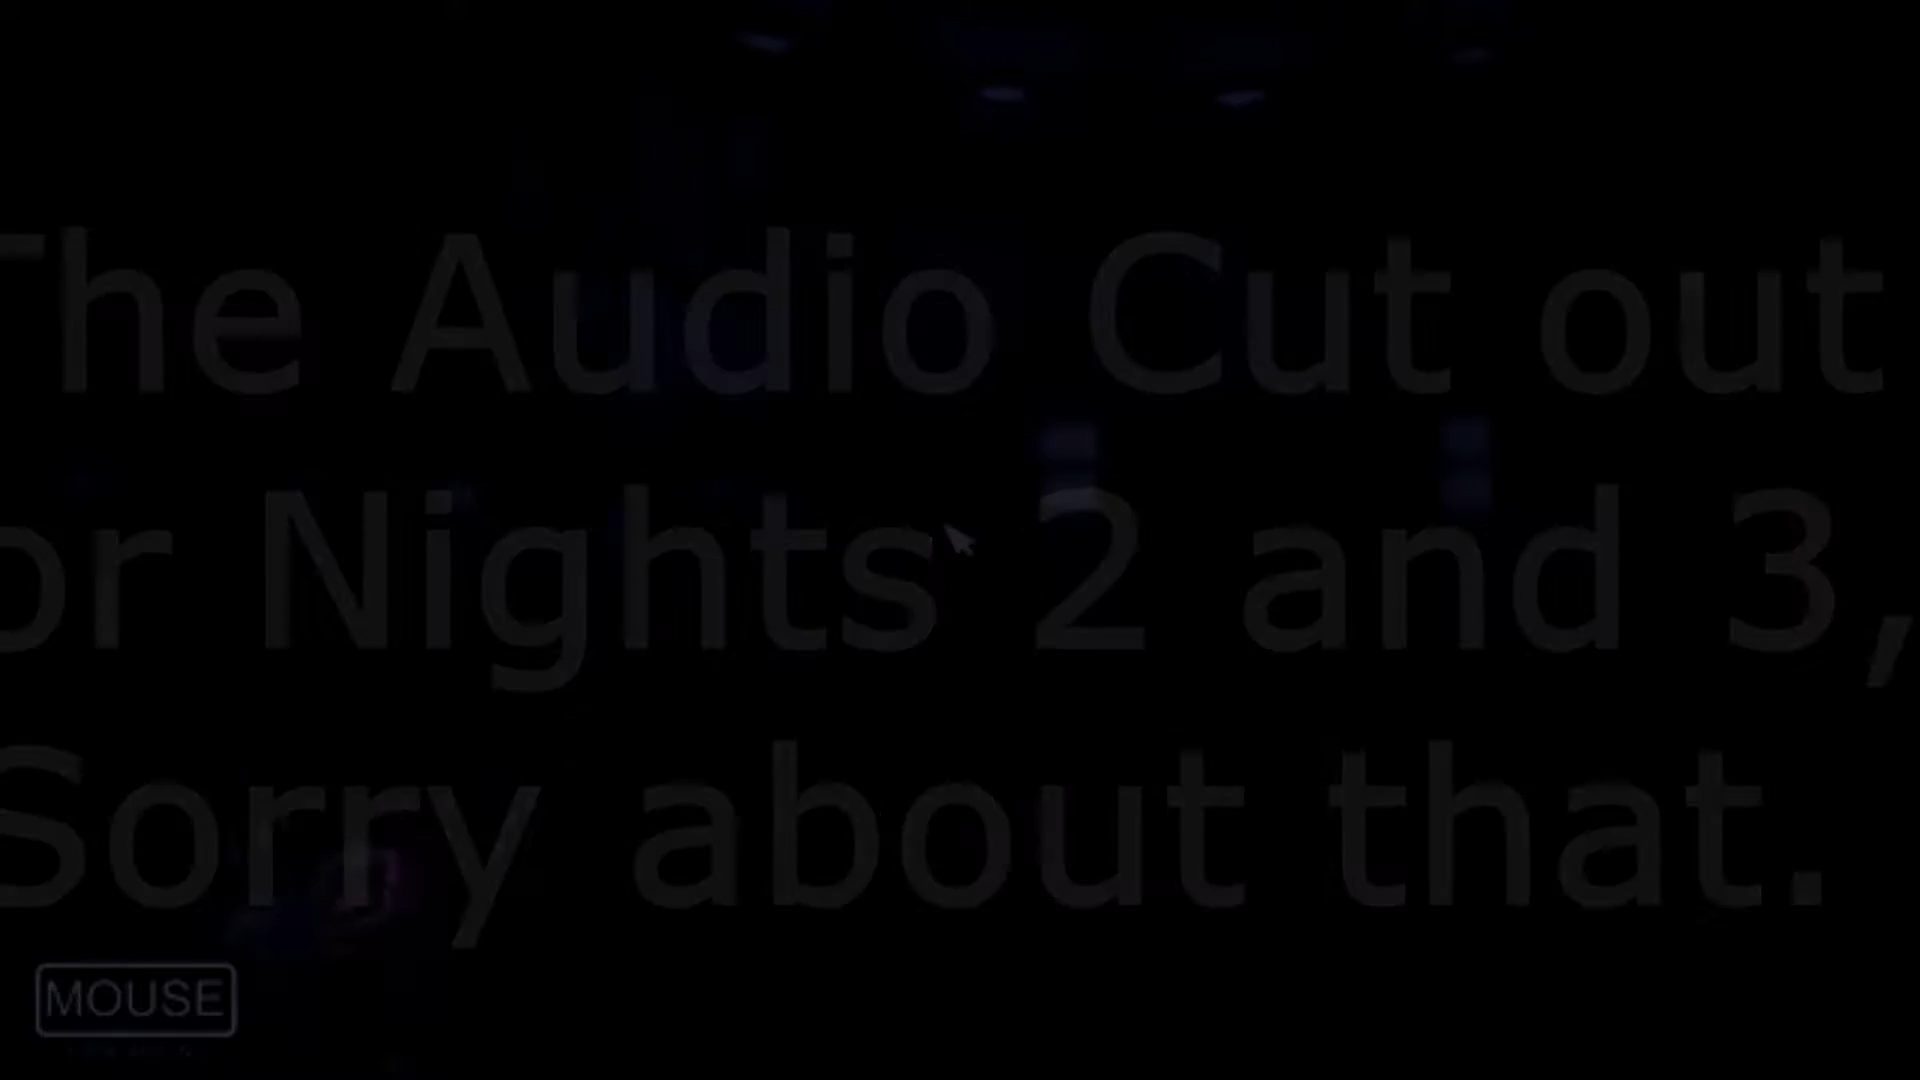 The Audio Cut out
or Nights 2 and 3,
Sorry about that.
MOUSE